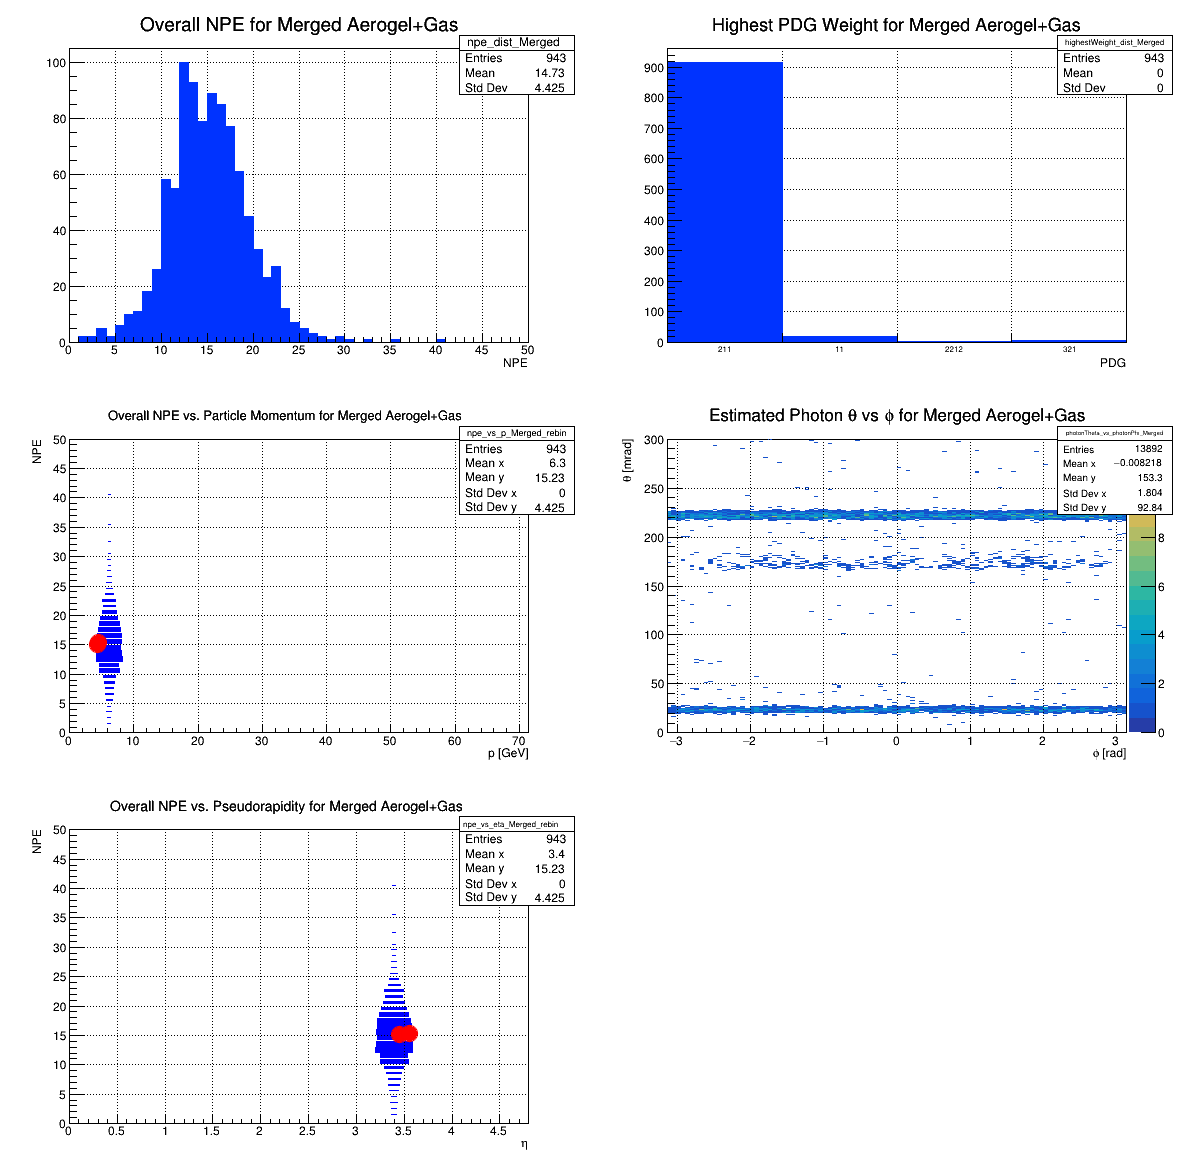 Overall NPE for Merged Aerogel+Gas
npe_dist_Merged
Entries 943
Mean 14.73
Std Dev 4.425
100
80
60
40
20
0
0 5 10 15 20 25 30 35 40 45 50
NPE
Highest PDG Weight for Merged Aerogel+Gas
highestWeight_dist_Merged
Entries 943
Mean 0
Std Dev 0
900
800
700
600
500
400
300
200
100
0
211 11 2212 321
PDG
Overall NPE vs. Particle Momentum for Merged Aerogel+Gas
npe_vs_p_Merged_rebin
Entries 943
Mean x 6.3
Mean y 15.23
Std Dev x 0
Std Dev y 4.425
NPE
50
45
40
35
30
25
20
15
10
5
0
0 10 20 30 40 50 60 70
p [GeV]
Estimated Photon θ vs ϕ for Merged Aerogel+Gas
photonTheta_vs_photonPhi_Merged
Entries 13892
Mean x −0.008218
Mean y 153.3
Std Dev x 1.804
Std Dev y 92.84
θ [mrad]
300
250
200
150
100
50
0
−3 −2 −1 0 1 2 3
ϕ [rad]
8
6
4
2
0
Overall NPE vs. Pseudorapidity for Merged Aerogel+Gas
npe_vs_eta_Merged_rebin
Entries 943
Mean x 3.4
Mean y 15.23
Std Dev x 0
Std Dev y 4.425
NPE
50
45
40
35
30
25
20
15
10
5
0
0 0.5 1 1.5 2 2.5 3 3.5 4 4.5
η